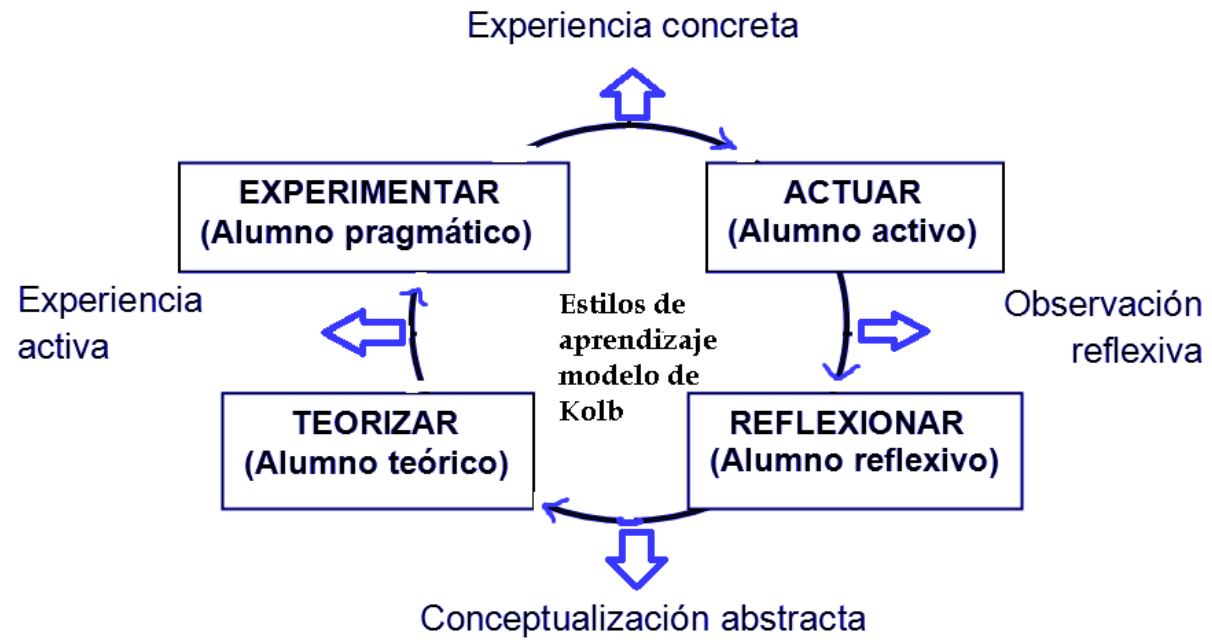 Experiencia concreta
EXPERIMENTAR
(Alumno pragmático)
ACTUAR
(Alumno activo)
Experiencia
activa
Estilos de
aprendizaje
modelo de
Kolb
Observación
reflexiva
TEORIZAR
(Alumno teórico)
REFLEXIONAR
(Alumno reflexivo)
Conceptualización abstracta